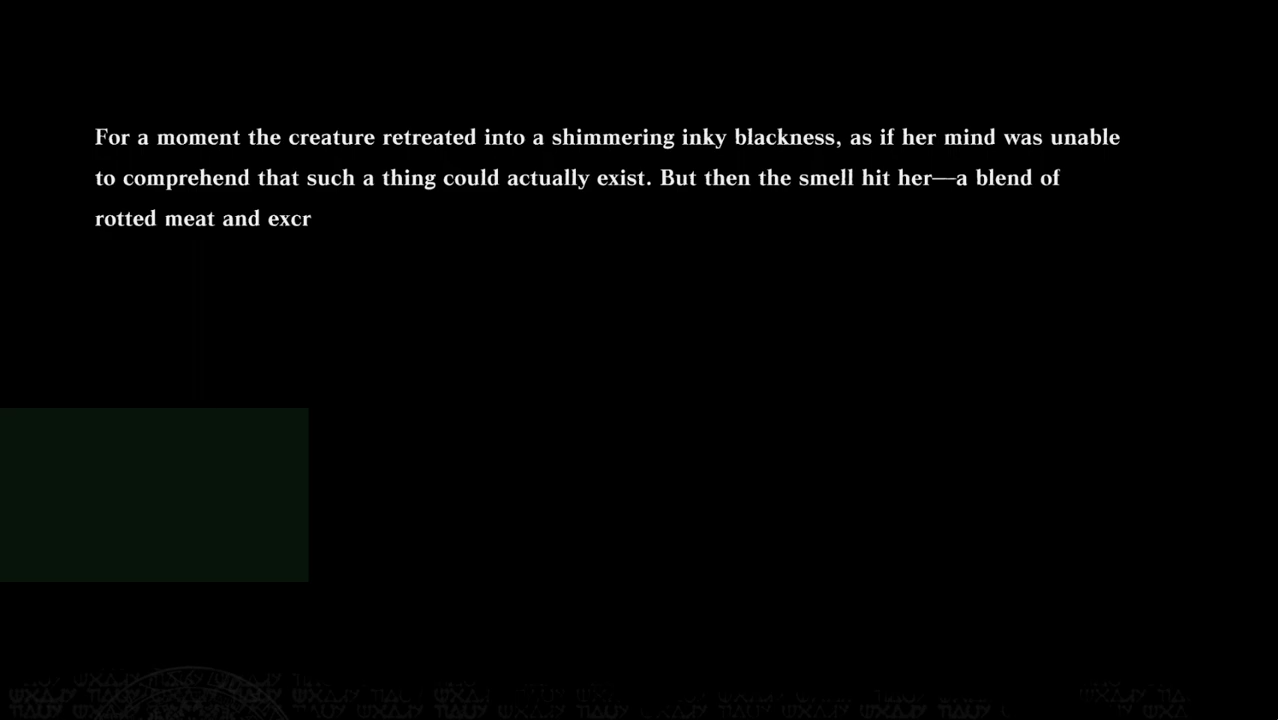 For a moment the creature retreated into a shimmering inky blackness, as if her mind was unable
to comprehend that such a thing could actually exist. But then the smell hit her—a blend of
rotted meat and excr